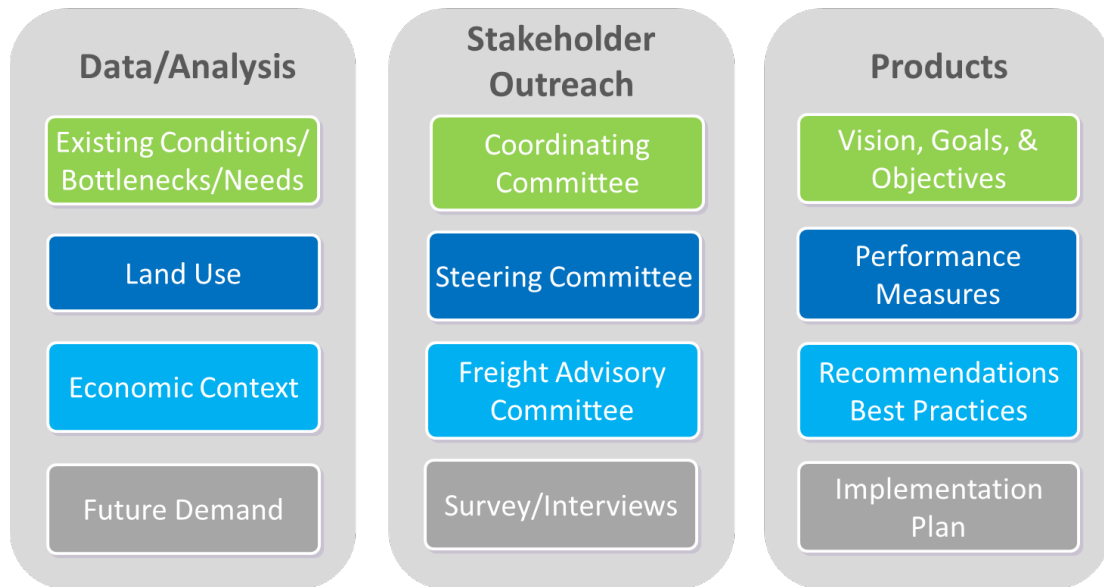 Data/Analysis
Existing Conditions/
Bottlenecks/Needs
Land Use
Economic Context
Future Demand
Stakeholder
Outreach
Coordinating
Committee
Steering Committee
Freight Advisory
Committee
Survey/Interviews
Products
Vision, Goals, &
Objectives
Performance
Measures
Recommendations
Best Practices
Implementation
Plan